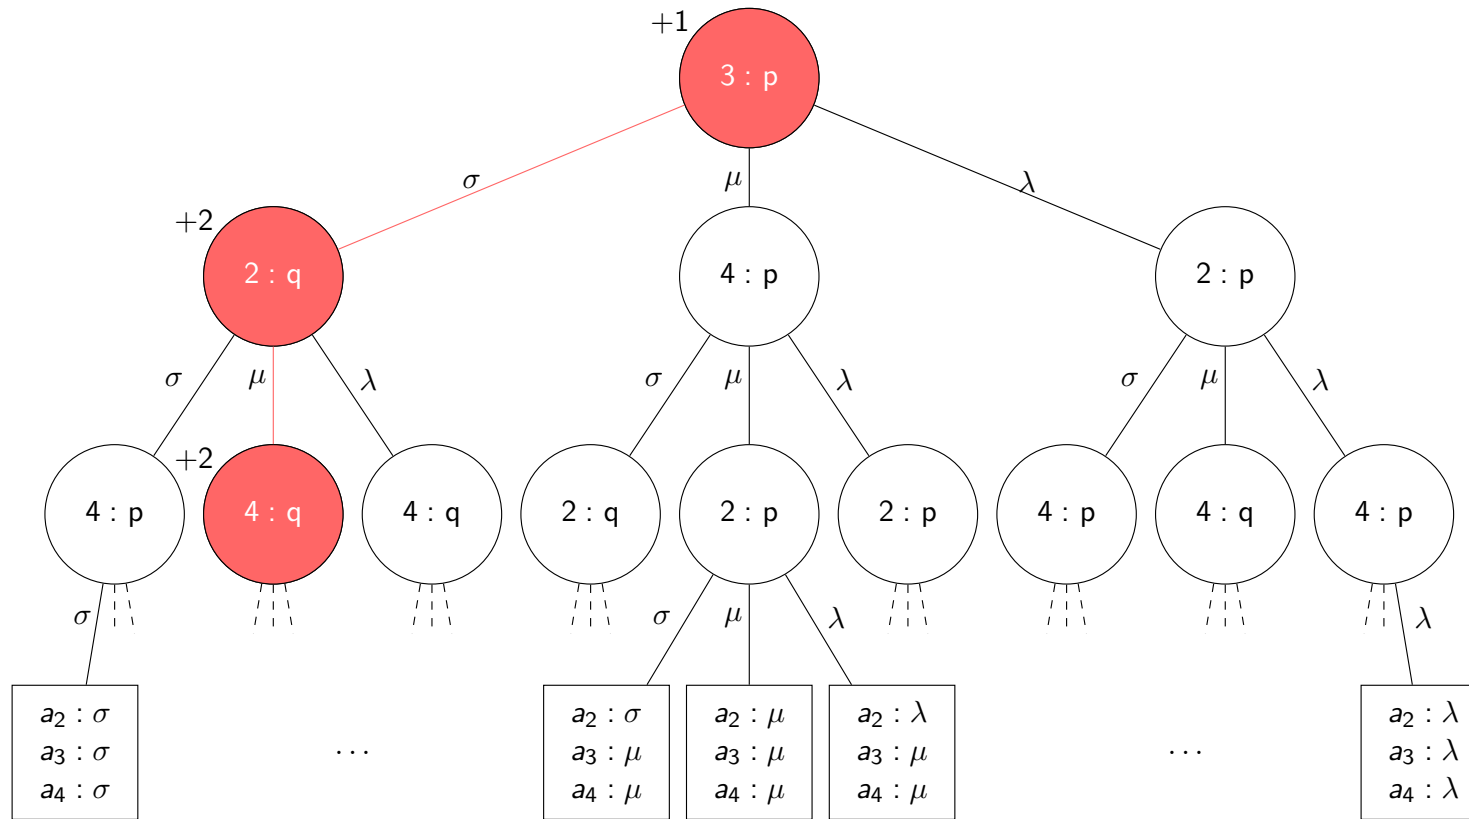 +1
3 : p
σ μ λ
+2
2 : q 4 : p 2 : p
σ μ λ σ μ λ σ μ λ
+2
4 : p 4 : q 4 : q 2 : q 2 : p 2 : p 4 : p 4 : q 4 : p
σ σ μ λ λ
a₂ : σ a₂ : σ a₂ : μ a₂ : λ a₂ : λ
a₃ : σ ... a₃ : μ a₃ : μ a₃ : μ ... a₃ : λ
a₄ : σ a₄ : μ a₄ : μ a₄ : μ a₄ : λ